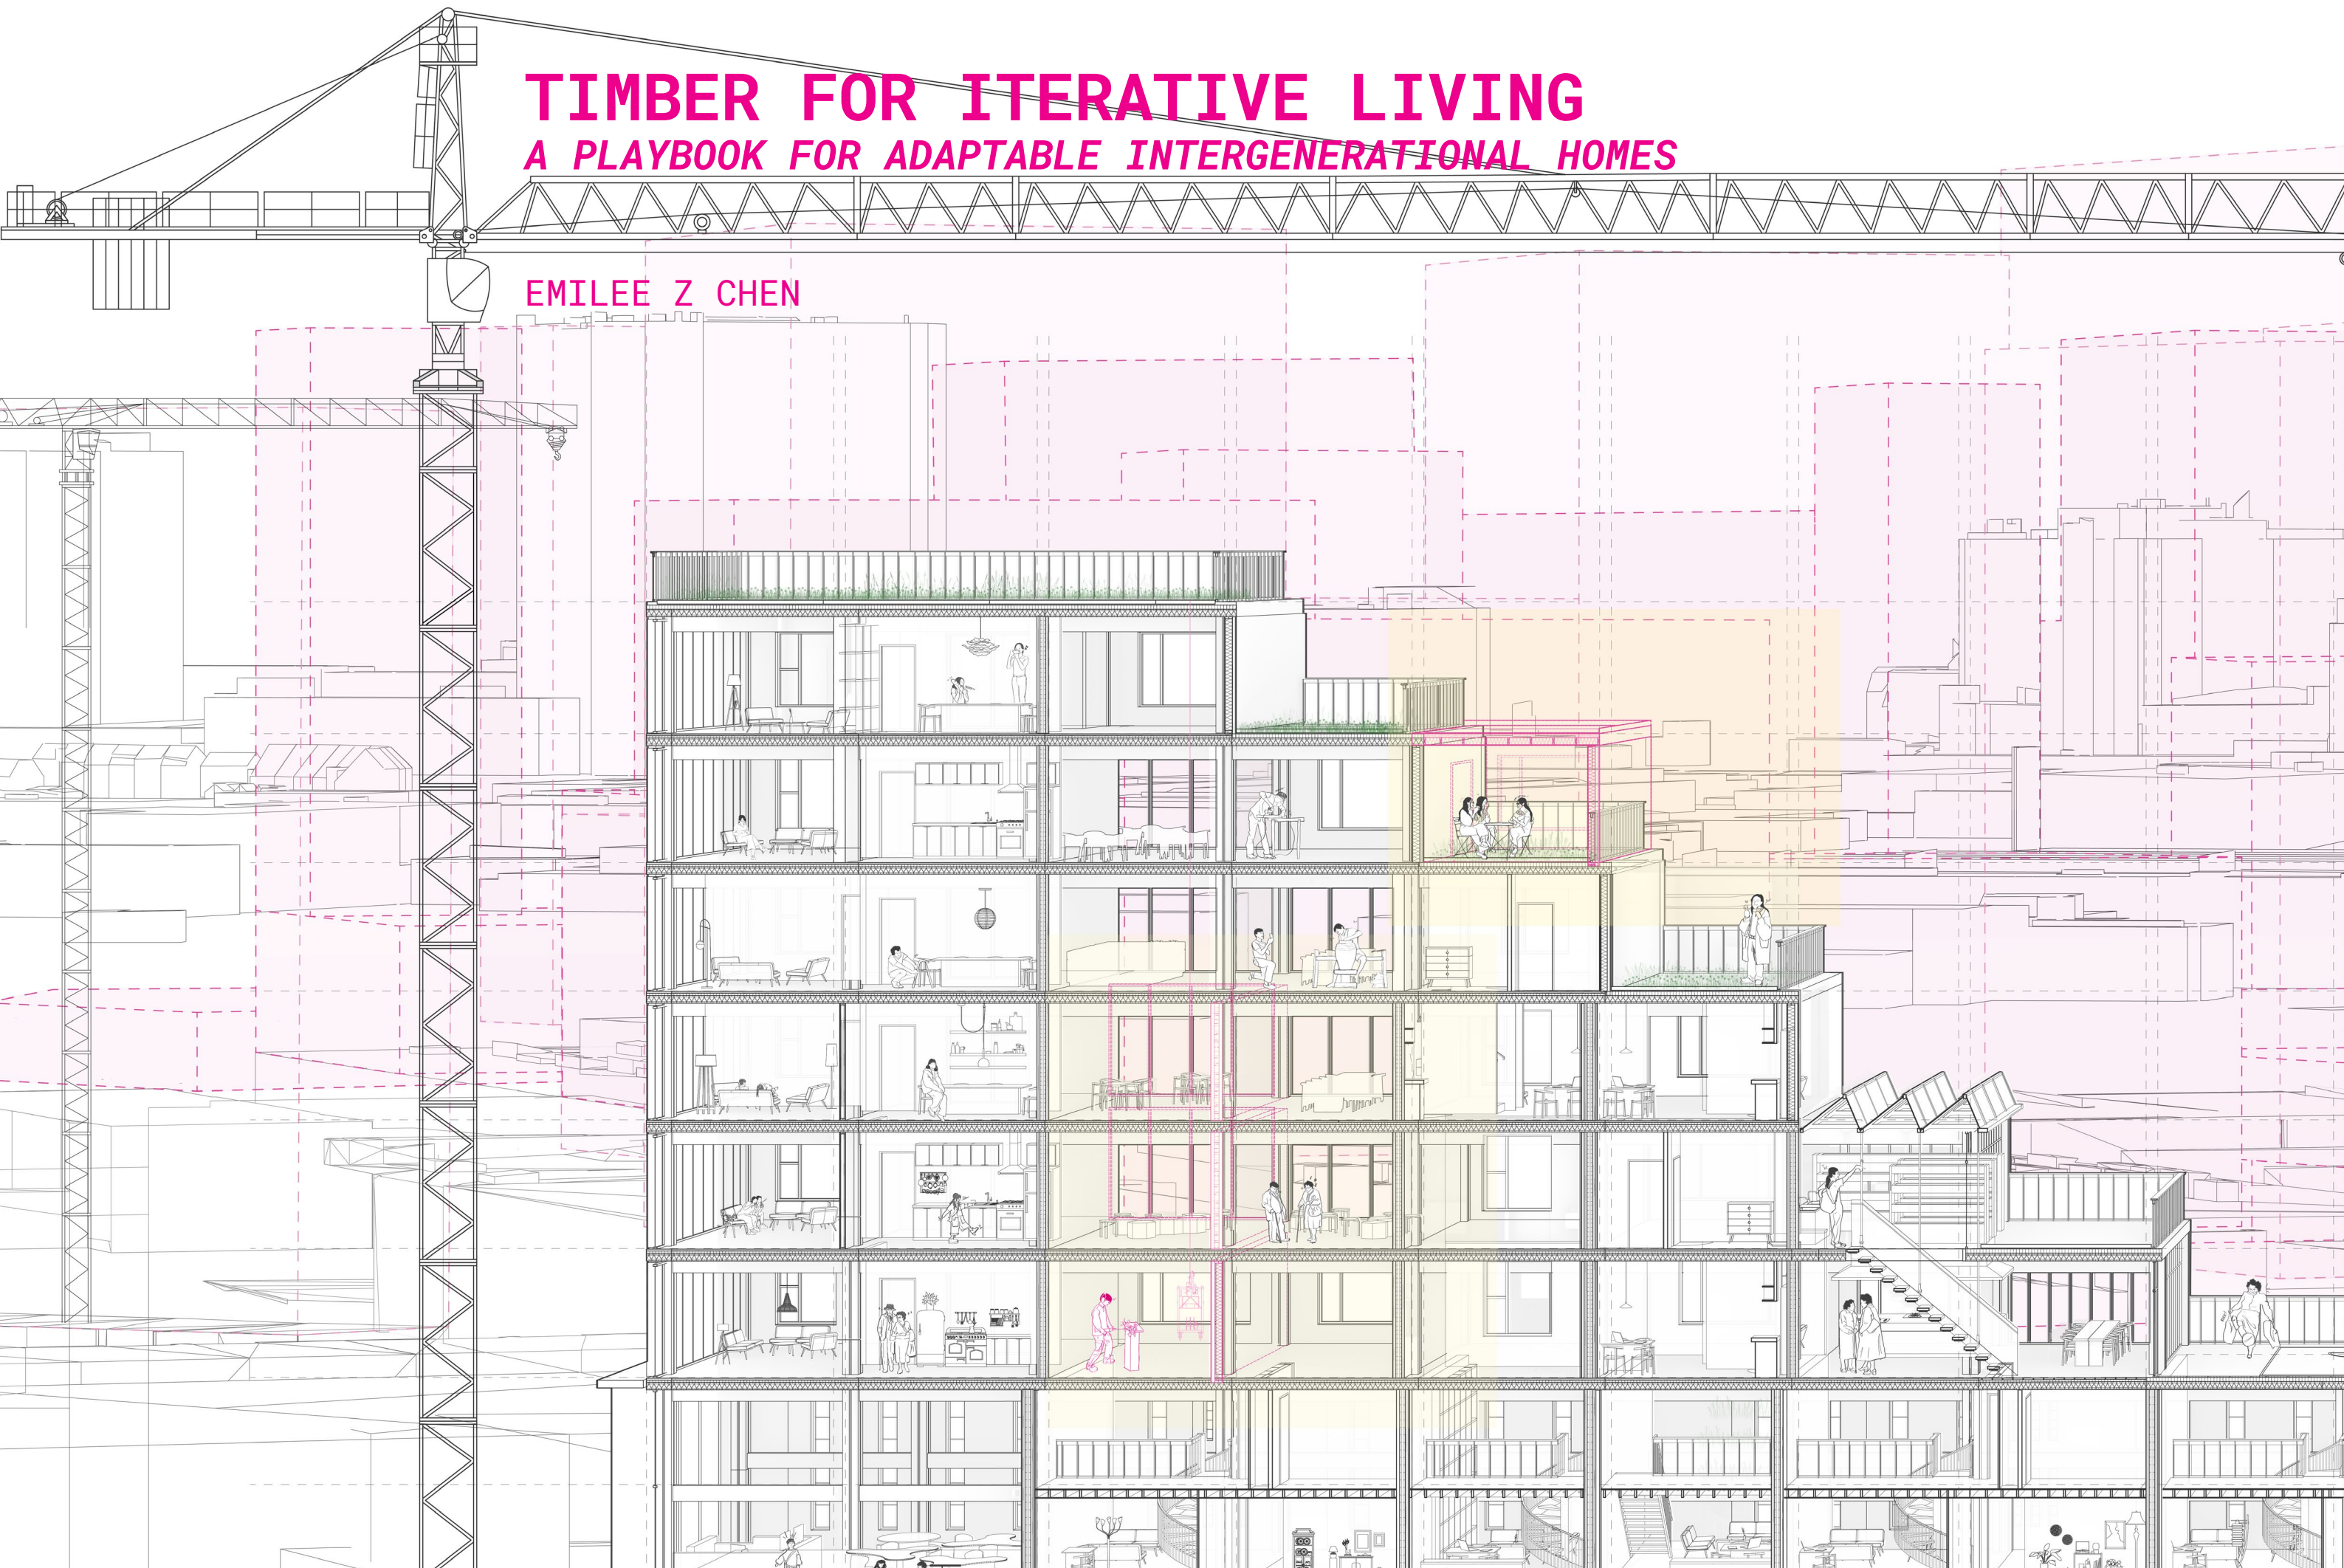 TIMBER FOR ITERATIVE LIVING
A PLAYBOOK FOR ADAPTABLE INTERGENERATIONAL HOMES
EMILEE Z CHEN